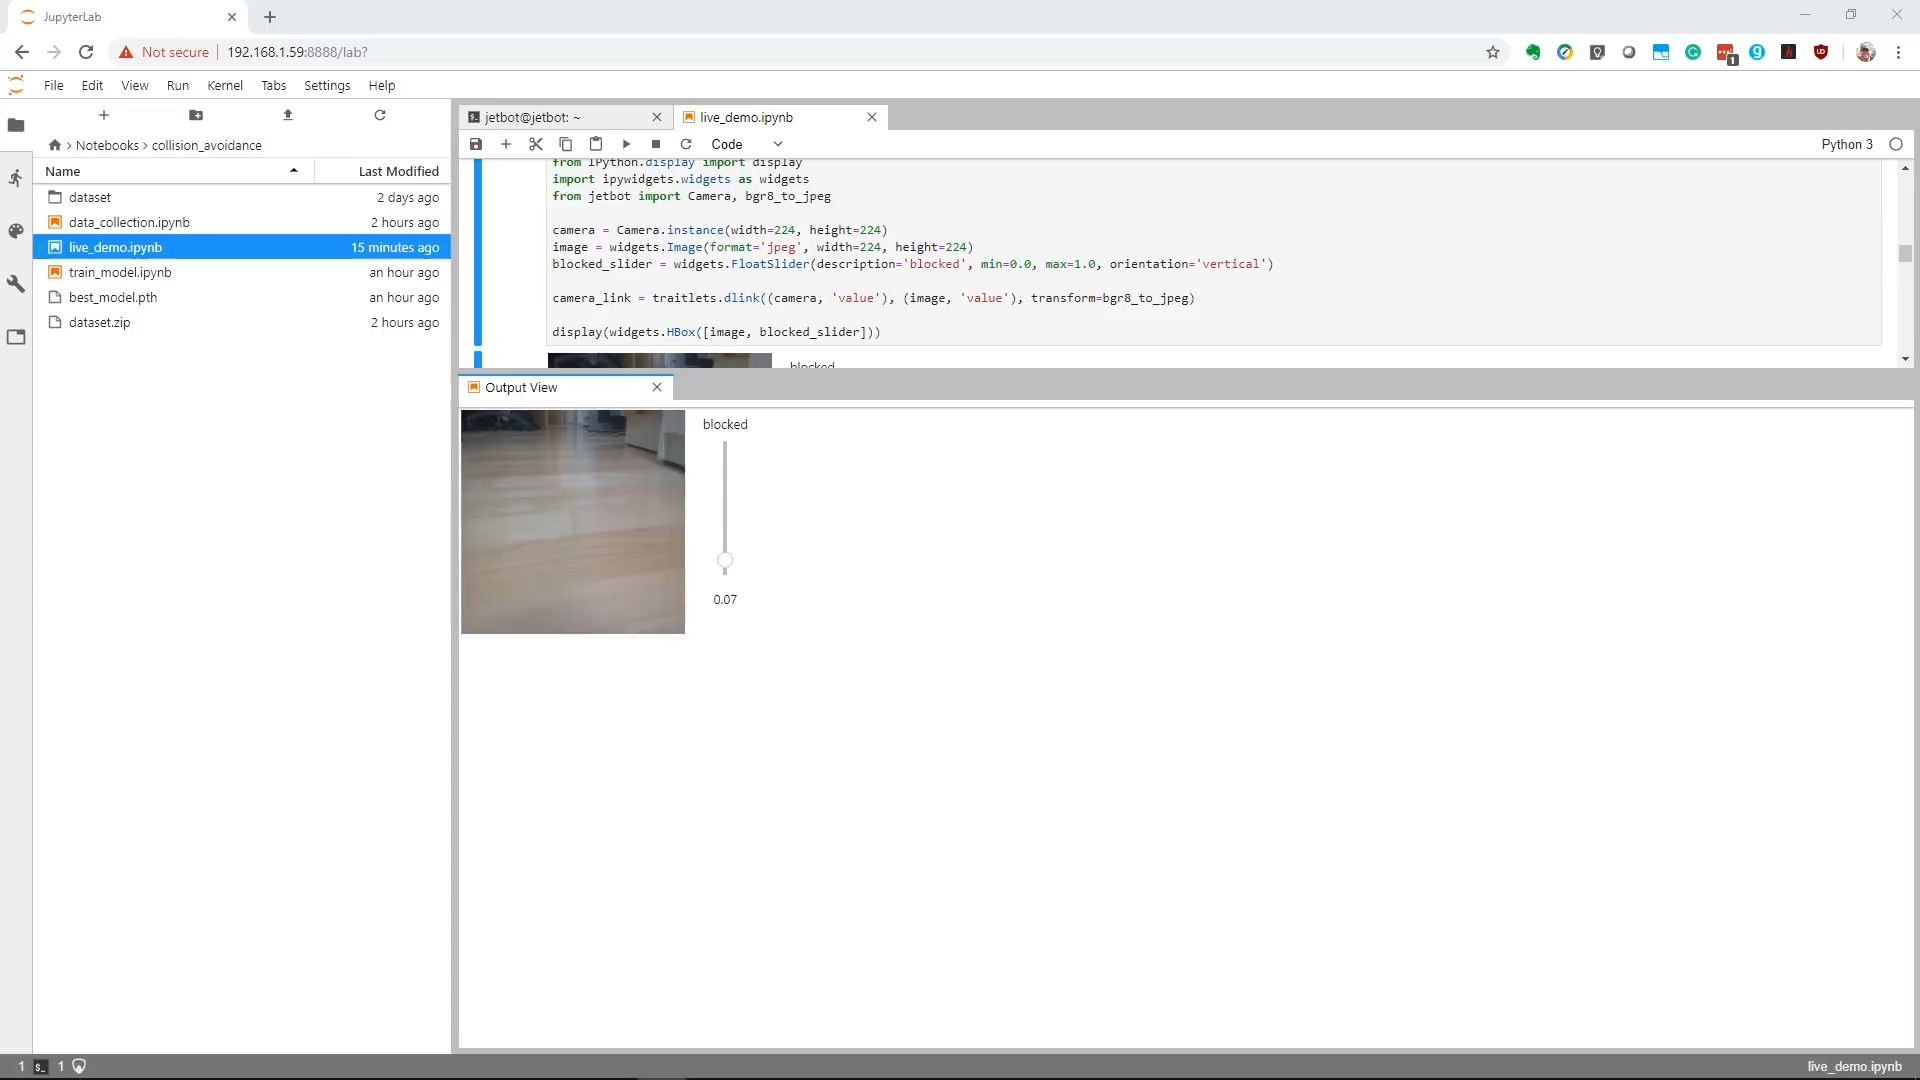 JupyterLab
Not secure 192.168.1.59:8888/lab?
1
File Edit View Run Kernel Tabs Settings Help
Notebooks > collision_avoidance
Name Last Modified
dataset 2 days ago
data_collection.ipynb 2 hours ago
live_demo.ipynb 15 minutes ago
train_model.ipynb an hour ago
best_model.pth an hour ago
dataset.zip 2 hours ago
jetbot@jetbot: ~
live_demo.ipynb
Code
Python 3
from IPython.display import display
import ipywidgets.widgets as widgets
from jetbot import Camera, bgr8_to_jpeg
camera = Camera.instance(width=224, height=224)
image = widgets.Image(format='jpeg', width=224, height=224)
blocked_slider = widgets.FloatSlider(description='blocked', min=0.0, max=1.0, orientation='vertical')
camera_link = traitlets.dlink((camera, 'value'), (image, 'value'), transform=bgr8_to_jpeg)
display(widgets.HBox([image, blocked_slider]))
blocked
Output View
blocked
0.07
1 $_ 1
live_demo.ipynb